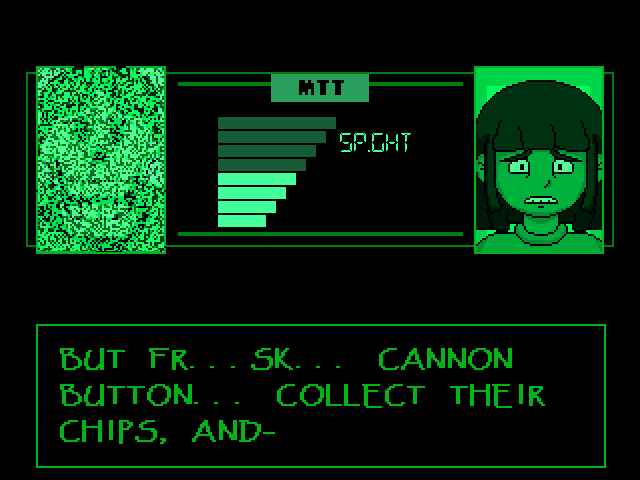 MTT
SP.GHT
BUT FR...SK... CANNON
BUTTON... COLLECT THEIR
CHIPS, AND-